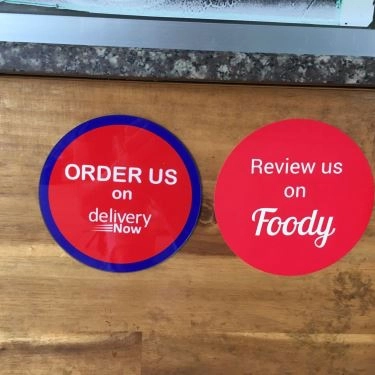 ORDER US
on
delivery
Now
Review us
on
Foody